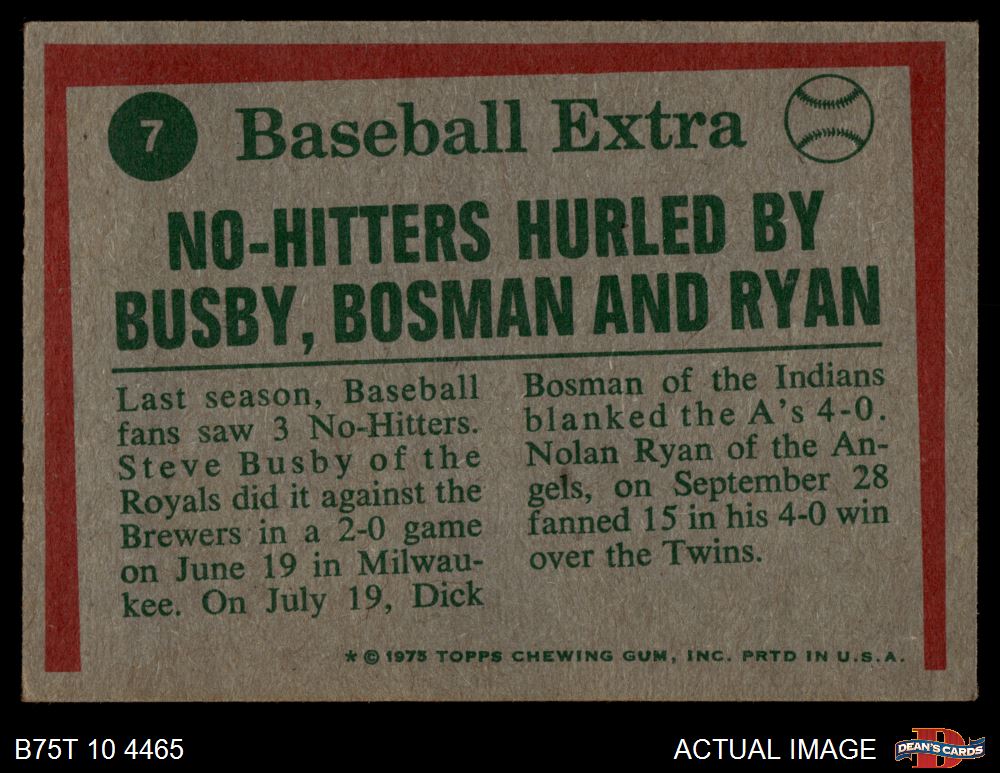 7
Baseball Extra
NO-HITTERS HURLED BY
BUSBY, BOSMAN AND RYAN
Last season, Baseball
fans saw 3 No-Hitters.
Steve Busby of the
Royals did it against the
Brewers in a 2-0 game
on June 19 in Milwau-
kee. On July 19, Dick
Bosman of the Indians
blanked the A's 4-0.
Nolan Ryan of the An-
gels, on September 28
fanned 15 in his 4-0 win
over the Twins.
* © 1975 TOPPS CHEWING GUM, INC. PRTD IN U.S.A.
B75T 10 4465
ACTUAL IMAGE
D
DEAN'S CARDS